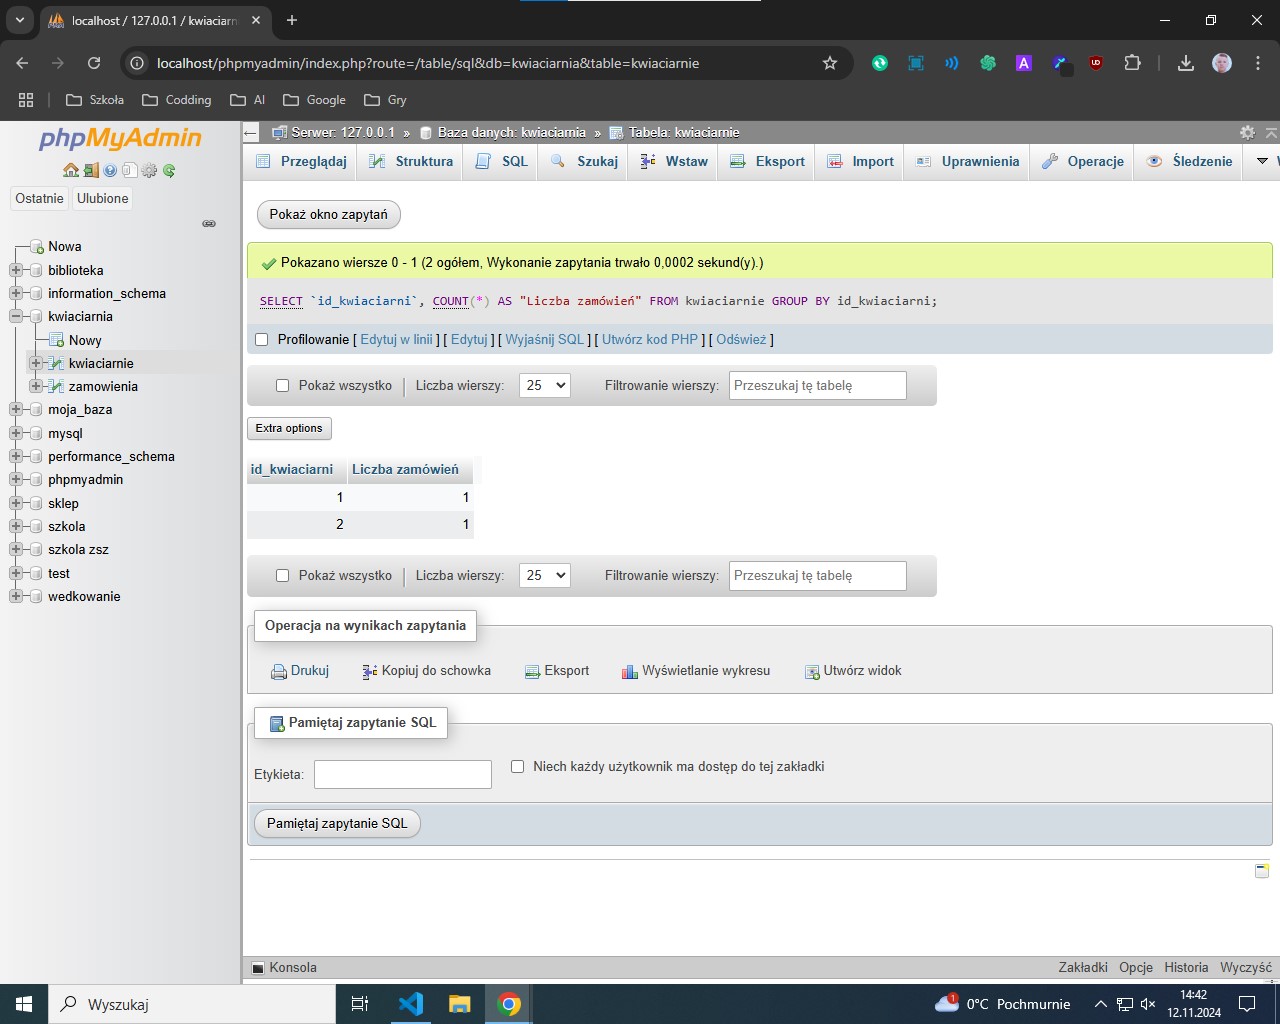 localhost / 127.0.0.1 / kwiaciarni
localhost/phpmyadmin/index.php?route=/table/sql&db=kwiaciarnia&table=kwiaciarnie
Szkoła Codding AI Google Gry
phpMyAdmin
Ostatnie Ulubione
Nowa
biblioteka
information_schema
kwiaciarnia
Nowy
kwiaciarnie
zamowienia
moja_baza
mysql
performance_schema
phpmyadmin
sklep
szkola
szkola zsz
test
wedkowanie
Serwer: 127.0.0.1 » Baza danych: kwiaciarnia » Tabela: kwiaciarnie
Przeglądaj Struktura SQL Szukaj Wstaw Eksport Import Uprawnienia Operacje Śledzenie
Pokaż okno zapytań
Pokazano wiersze 0 - 1 (2 ogółem, Wykonanie zapytania trwało 0,0002 sekund(y).)
SELECT `id_kwiaciarni`, COUNT(*) AS "Liczba zamówień" FROM kwiaciarnie GROUP BY id_kwiaciarni;
Profilowanie [ Edytuj w linii ] [ Edytuj ] [ Wyjaśnij SQL ] [ Utwórz kod PHP ] [ Odśwież ]
Pokaż wszystko Liczba wierszy: 25 Filtrowanie wierszy: Przeszukaj tę tabelę
Extra options
id_kwiaciarni Liczba zamówień
1 1
2 1
Pokaż wszystko Liczba wierszy: 25 Filtrowanie wierszy: Przeszukaj tę tabelę
Operacja na wynikach zapytania
Drukuj Kopiuj do schowka Eksport Wyświetlanie wykresu Utwórz widok
Pamiętaj zapytanie SQL
Etykieta: Niech każdy użytkownik ma dostęp do tej zakładki
Pamiętaj zapytanie SQL
Konsola Zakładki Opcje Historia Wyczyść
Wyszukaj
1 0°C Pochmurnie
14:42
12.11.2024